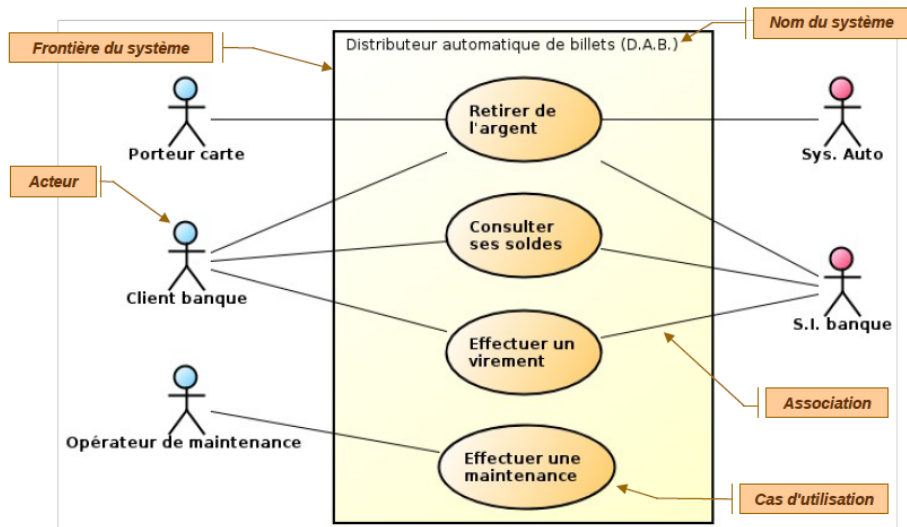 Nom du système
Frontière du système
Distributeur automatique de billets (D.A.B.)
Retirer de
l'argent
Porteur carte
Sys. Auto
Acteur
Consulter
ses soldes
Client banque
S.I. banque
Effectuer un
virement
Association
Opérateur de maintenance
Effectuer une
maintenance
Cas d'utilisation